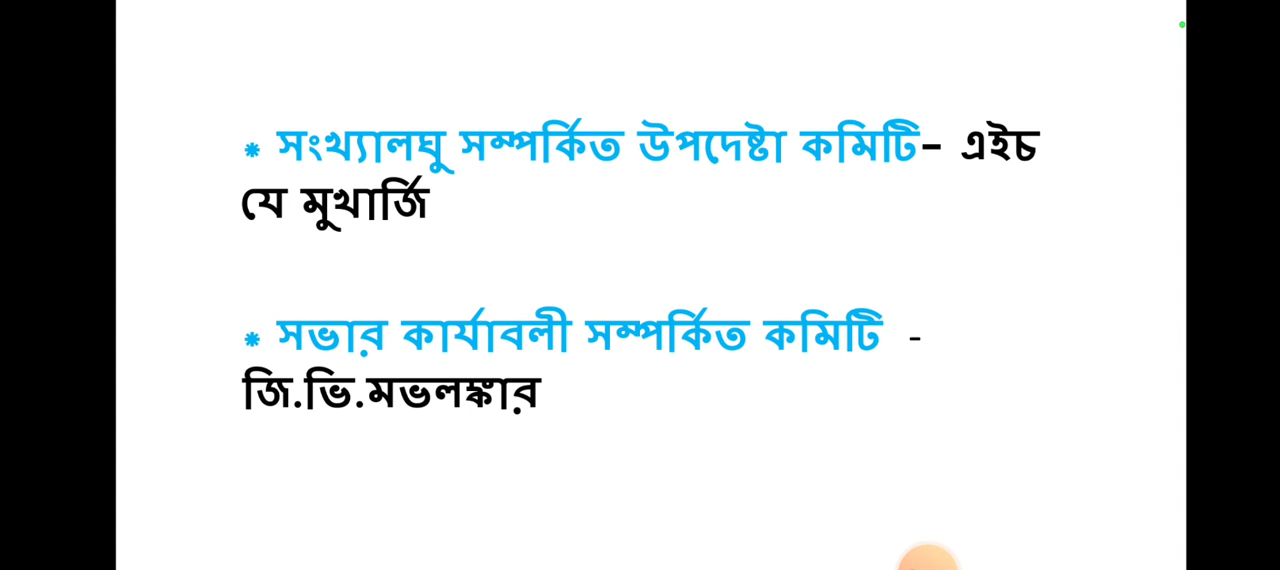 * সংখ্যালঘু সম্পর্কিত উপদেষ্টা কমিটি– এইচ
যে মুখার্জি
* সভার কার্যাবলী সম্পর্কিত কমিটি -
জি.ভি.মভলঙ্কার